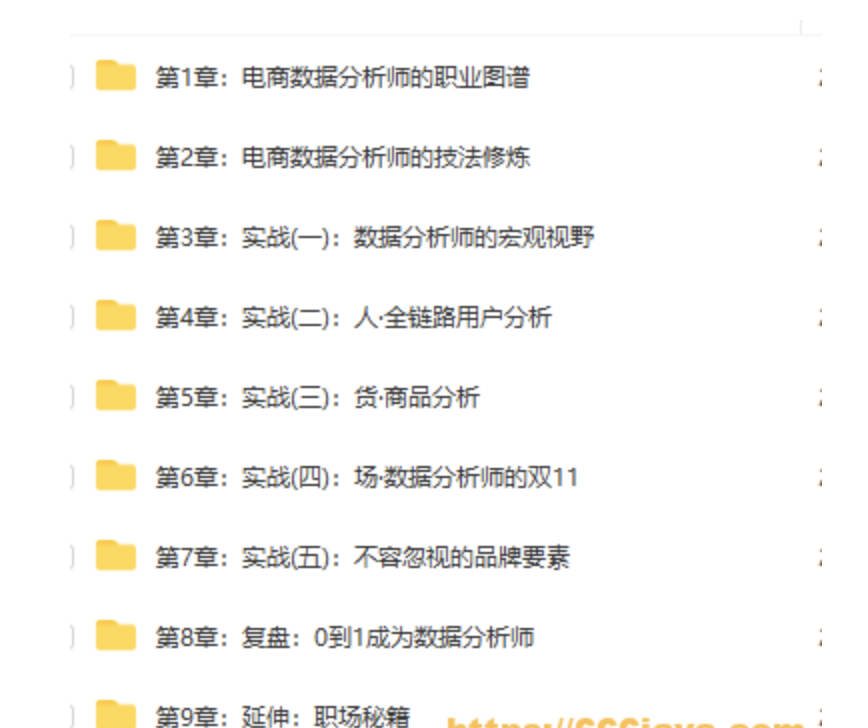 第1章：电商数据分析师的职业图谱
第2章：电商数据分析师的技法修炼
第3章：实战(一)：数据分析师的宏观视野
第4章：实战(二)：人·全链路用户分析
第5章：实战(三)：货·商品分析
第6章：实战(四)：场·数据分析师的双11
第7章：实战(五)：不容忽视的品牌要素
第8章：复盘：0到1成为数据分析师
第9章：延伸：职场秘籍
https://666java.com